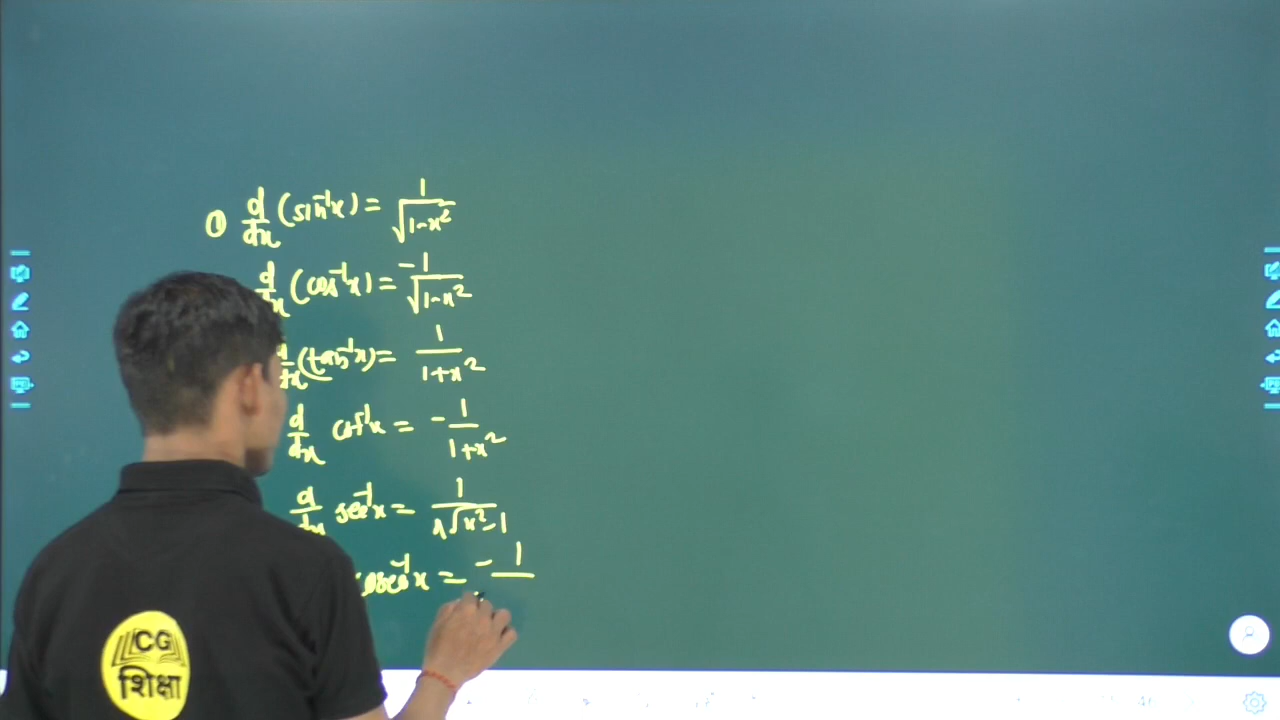 ① d/dx (sin⁻¹x) = 1/√(1-x²)
d/dx (cos⁻¹x) = -1/√(1-x²)
d/dx (tan⁻¹x) = 1/(1+x²)
d/dx cot⁻¹x = -1/(1+x²)
d/dx sec⁻¹x = 1/(x√(x²-1))
cosec⁻¹x = -1/
CG
शिक्षा